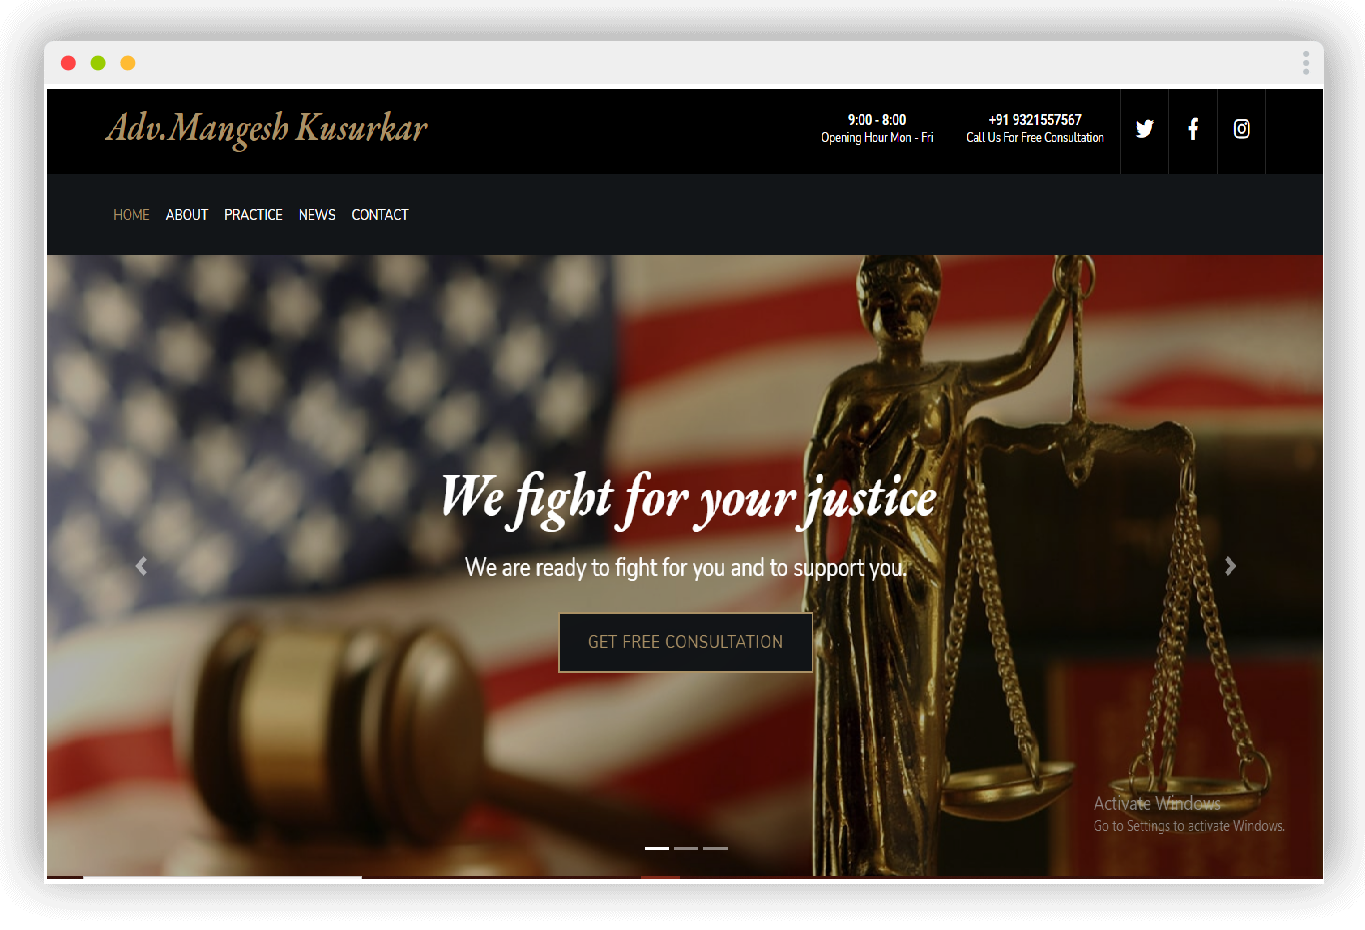 Adv.Mangesh Kusurkar
9:00 - 8:00
Opening Hour Mon - Fri
+91 9321557567
Call Us For Free Consultation
HOME ABOUT PRACTICE NEWS CONTACT
We fight for your justice
We are ready to fight for you and to support you.
GET FREE CONSULTATION
Activate Windows
Go to Settings to activate Windows.